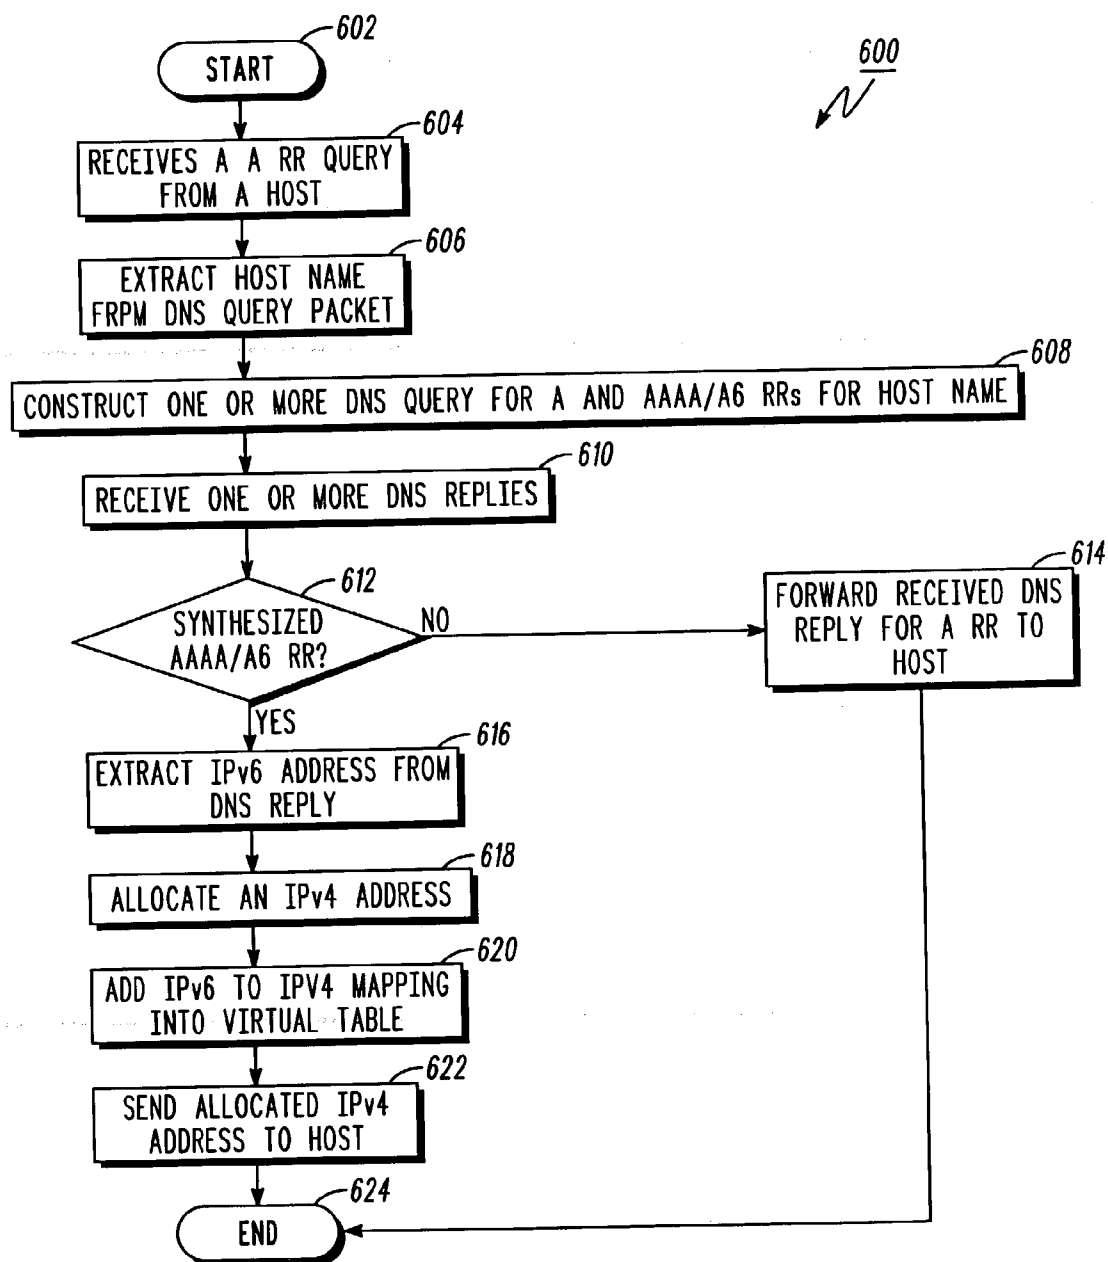 602
START
600
604
RECEIVES A A RR QUERY
FROM A HOST
606
EXTRACT HOST NAME
FRPM DNS QUERY PACKET
608
CONSTRUCT ONE OR MORE DNS QUERY FOR A AND AAAA/A6 RRs FOR HOST NAME
610
RECEIVE ONE OR MORE DNS REPLIES
612
SYNTHESIZED
AAAA/A6 RR?
NO
614
FORWARD RECEIVED DNS
REPLY FOR A RR TO
HOST
YES
616
EXTRACT IPv6 ADDRESS FROM
DNS REPLY
618
ALLOCATE AN IPv4 ADDRESS
620
ADD IPv6 TO IPV4 MAPPING
INTO VIRTUAL TABLE
622
SEND ALLOCATED IPv4
ADDRESS TO HOST
624
END